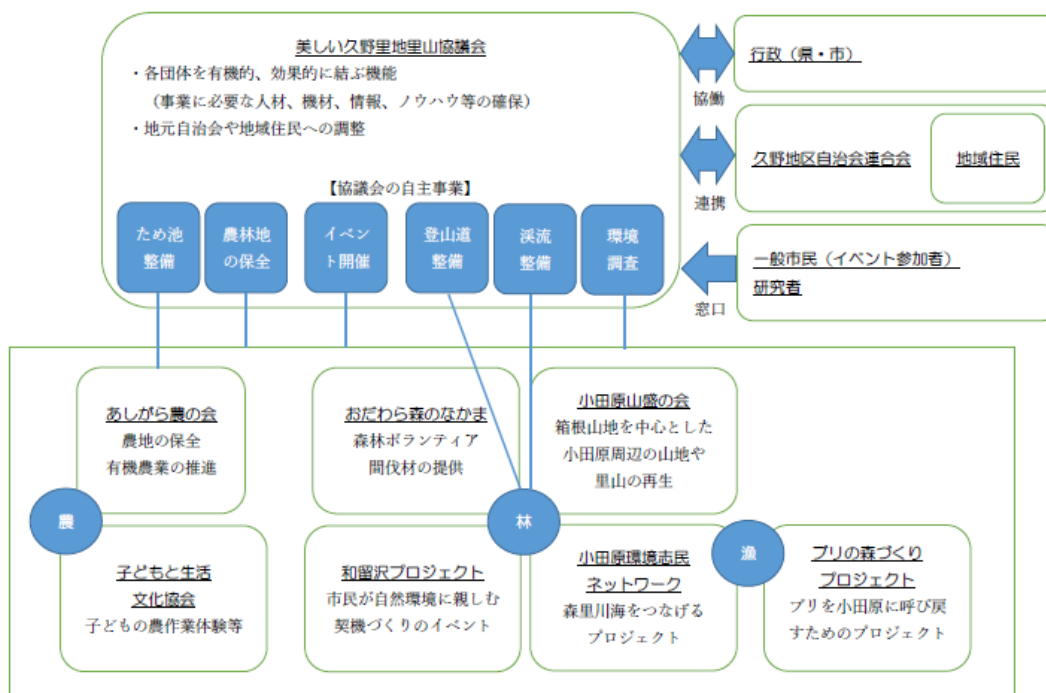 美しい久野里地里山協議会
・各団体を有機的、効果的に結ぶ機能
（事業に必要な人材、機材、情報、ノウハウ等の確保）
・地元自治会や地域住民への調整
【協議会の自主事業】
ため池
整備
農林地
の保全
イベン
ト開催
登山道
整備
渓流
整備
環境
調査
協働
行政（県・市）
連携
久野地区自治会連合会
地域住民
窓口
一般市民（イベント参加者）
研究者
あしがら農の会
農地の保全
有機農業の推進
おだわら森のなかま
森林ボランティア
間伐材の提供
小田原山盛の会
箱根山地を中心とした
小田原周辺の山地や
里山の再生
農
林
漁
子どもと生活
文化協会
子どもの農作業体験等
和留沢プロジェクト
市民が自然環境に親しむ
契機づくりのイベント
小田原環境志民
ネットワーク
森里川海をつなげる
プロジェクト
ブリの森づくり
プロジェクト
ブリを小田原に呼び戻
すためのプロジェクト